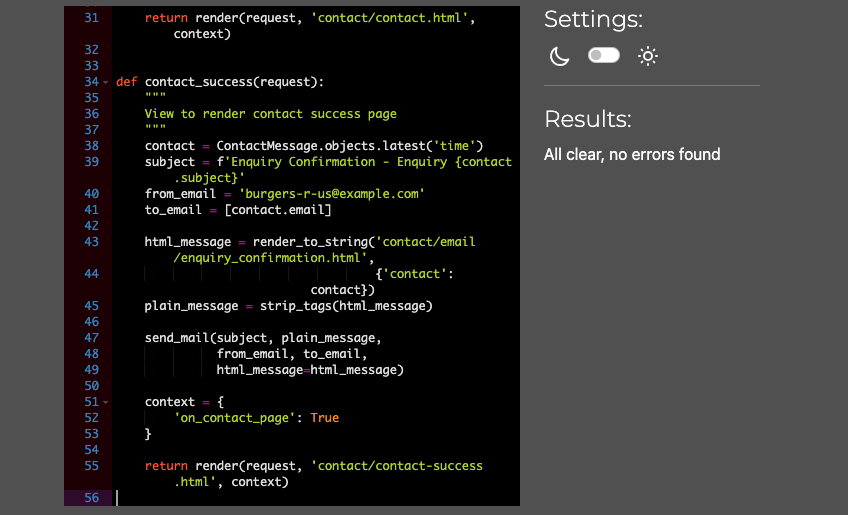 31 return render(request, 'contact/contact.html',
context)
32
33
34 def contact_success(request):
35 """
36 View to render contact success page
37 """
38 contact = ContactMessage.objects.latest('time')
39 subject = f'Enquiry Confirmation - Enquiry {contact
.subject}'
40 from_email = 'burgers-r-us@example.com'
41 to_email = [contact.email]
42
43 html_message = render_to_string('contact/email
/enquiry_confirmation.html',
44 {'contact':
contact})
45 plain_message = strip_tags(html_message)
46
47 send_mail(subject, plain_message,
48 from_email, to_email,
49 html_message=html_message)
50
51 context = {
52 'on_contact_page': True
53 }
54
55 return render(request, 'contact/contact-success
.html', context)
56
Settings:
Results:
All clear, no errors found